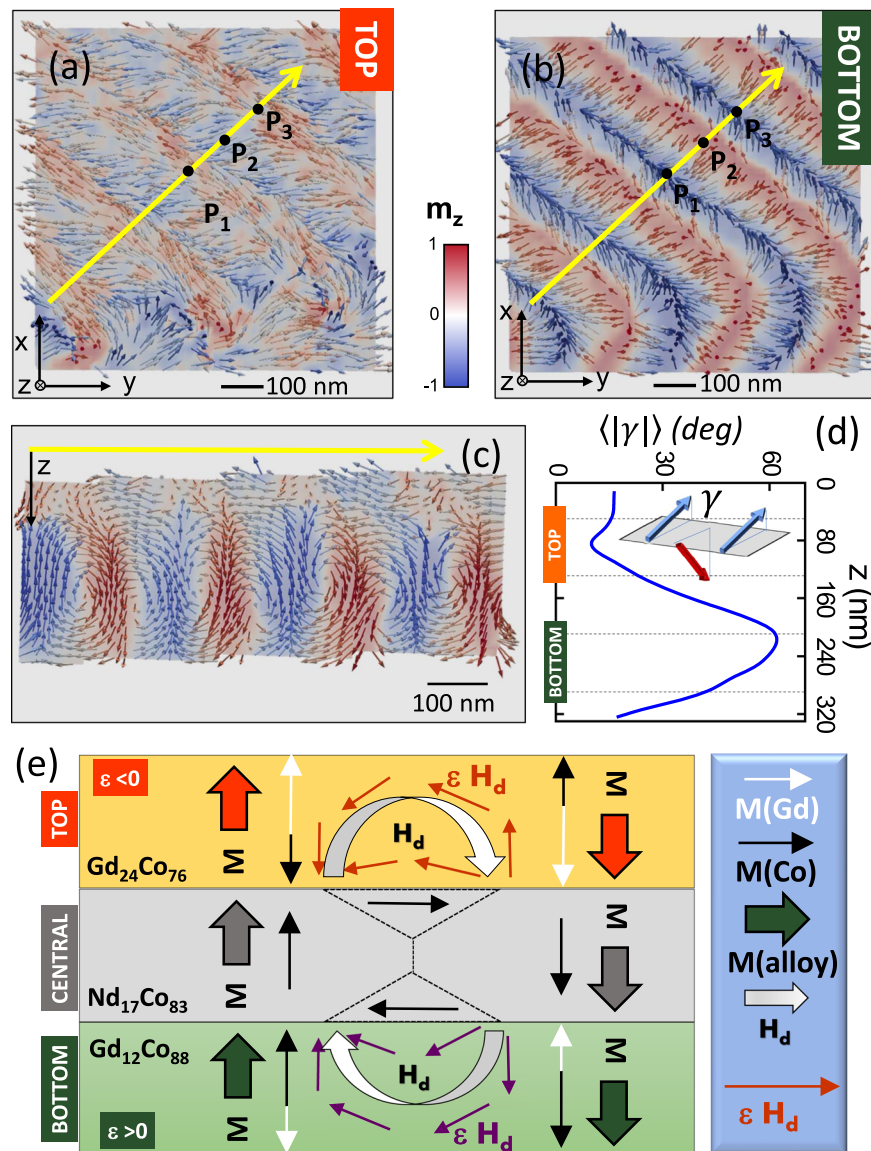 (a)
TOP
P1
P2
P3
x
z
y
100 nm
mz
1
0
-1
(b)
BOTTOM
P1
P2
P3
x
z
y
100 nm
(c)
z
100 nm
⟨|γ|⟩ (deg)
(d)
0
30
60
γ
0
80
160
240
320
z (nm)
TOP
BOTTOM
(e)
TOP
ε <0
M
Gd24Co76
ε Hd
Hd
M
CENTRAL
M
Nd17Co83
M
BOTTOM
Gd12Co88
M
ε >0
Hd
ε Hd
M
M(Gd)
M(Co)
M(alloy)
Hd
ε Hd